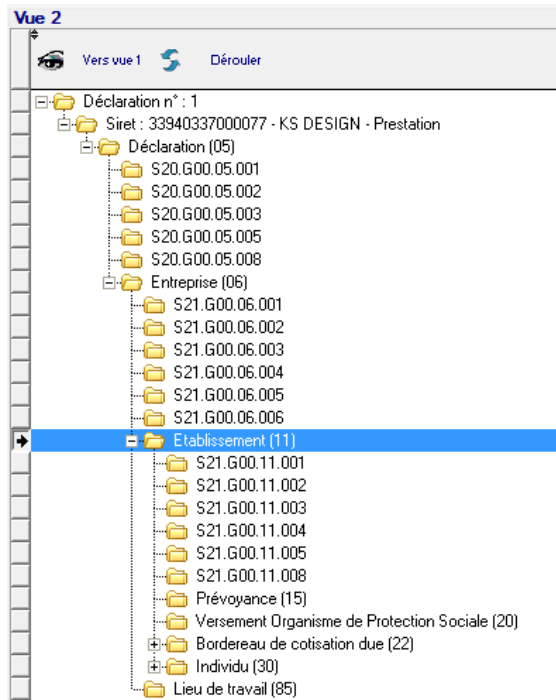 Vue 2
Vers vue 1 Dérouler
Déclaration n° : 1
Siret : 33940337000077 - KS DESIGN - Prestation
Déclaration (05)
S20.G00.05.001
S20.G00.05.002
S20.G00.05.003
S20.G00.05.005
S20.G00.05.008
Entreprise (06)
S21.G00.06.001
S21.G00.06.002
S21.G00.06.003
S21.G00.06.004
S21.G00.06.005
S21.G00.06.006
Etablissement (11)
S21.G00.11.001
S21.G00.11.002
S21.G00.11.003
S21.G00.11.004
S21.G00.11.005
S21.G00.11.008
Prévoyance (15)
Versement Organisme de Protection Sociale (20)
Bordereau de cotisation due (22)
Individu (30)
Lieu de travail (85)